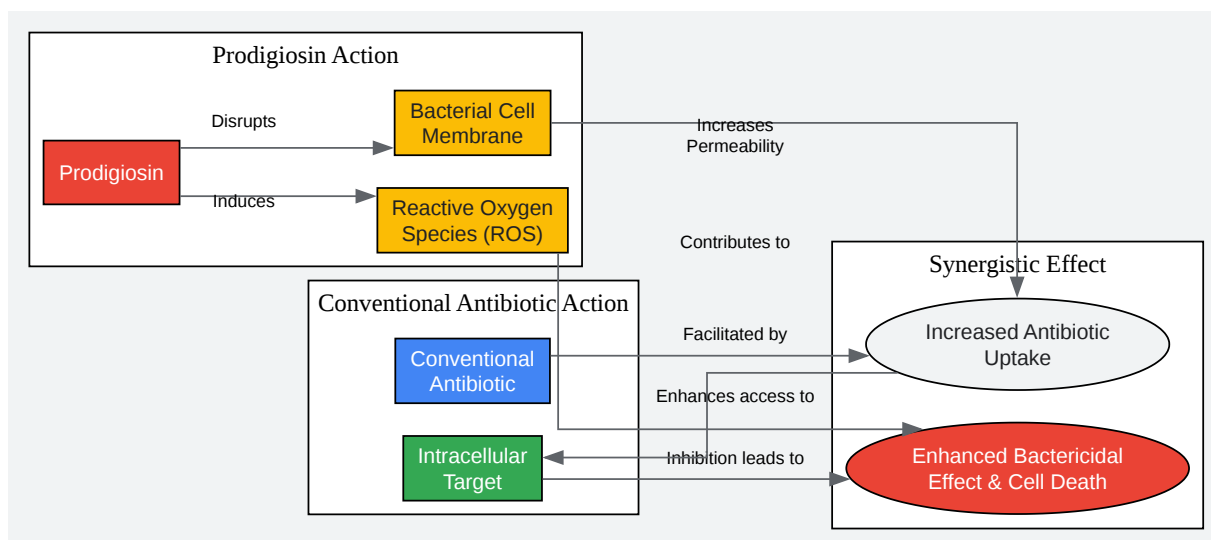 Prodigiosin Action
Prodigiosin
Disrupts
Induces
Bacterial Cell
Membrane
Reactive Oxygen
Species (ROS)
Increases
Permeability
Contributes to
Conventional Antibiotic Action
Conventional
Antibiotic
Intracellular
Target
Facilitated by
Enhances access to
Inhibition leads to
Synergistic Effect
Increased Antibiotic
Uptake
Enhanced Bactericidal
Effect & Cell Death